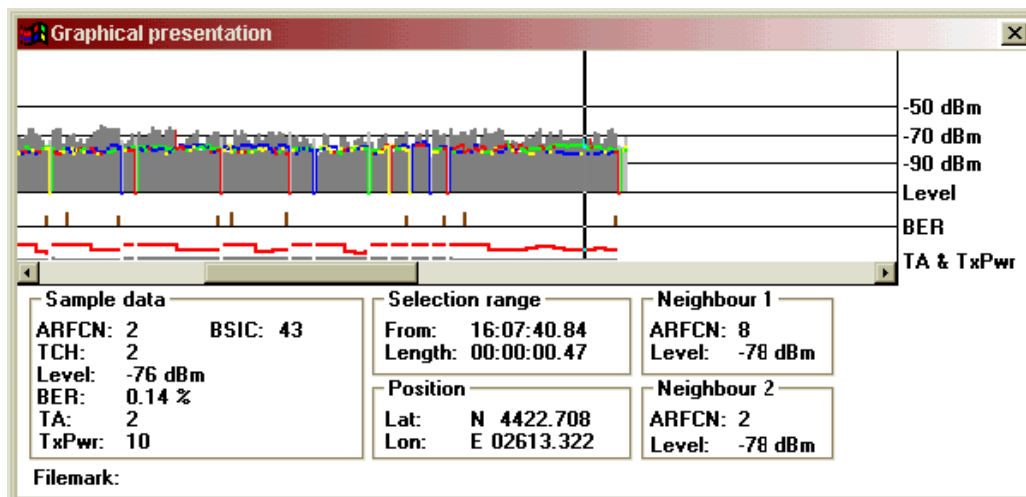 Graphical presentation
-50 dBm
-70 dBm
-90 dBm
Level
BER
TA & TxPwr
Sample data
ARFCN: 2 BSIC: 43
TCH: 2
Level: -76 dBm
BER: 0.14 %
TA: 2
TxPwr: 10
Selection range
From: 16:07:40.84
Length: 00:00:00.47
Position
Lat: N 4422.708
Lon: E 02613.322
Neighbour 1
ARFCN: 8
Level: -78 dBm
Neighbour 2
ARFCN: 2
Level: -78 dBm
Filemark: